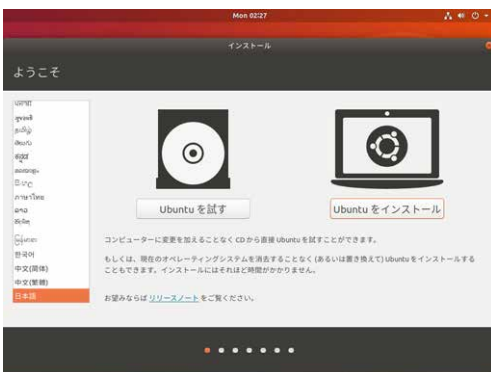 Mon 02:27
インストール
ようこそ
தமிழ்
తెలుగు
ಕನ್ನಡ
മലയാളം
සිංහල
ภาษาไทย
ລາວ
한국어
中文(简体)
中文(繁體)
日本語
Ubuntu を試す
Ubuntu をインストール
コンピューターに変更を加えることなく CD から直接 Ubuntu を試すことができます。
もしくは、現在のオペレーティングシステムを消去することなく (あるいは置き換えて) Ubuntu をインストールする
こともできます。インストールにはそれほど時間がかかりません。
お望みならば リリースノート をご覧ください。